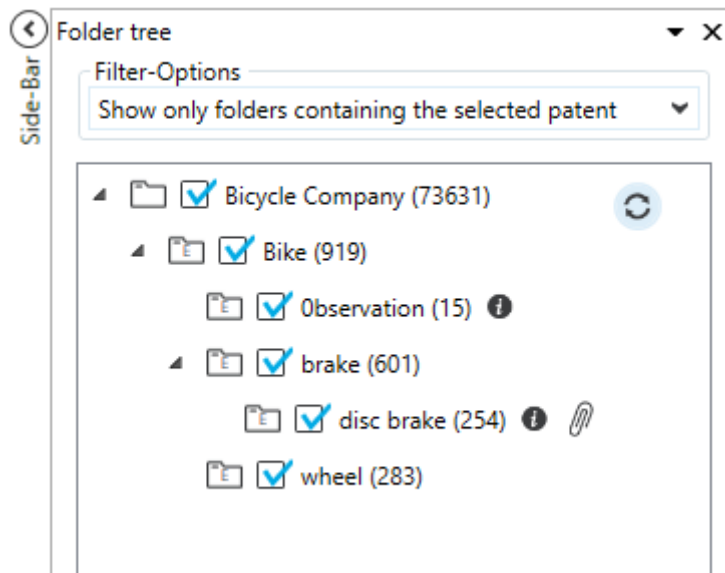 Folder tree
Side-Bar
Filter-Options
Show only folders containing the selected patent
Bicycle Company (73631)
E Bike (919)
E 0bservation (15) i
E brake (601)
E disc brake (254) i
E wheel (283)